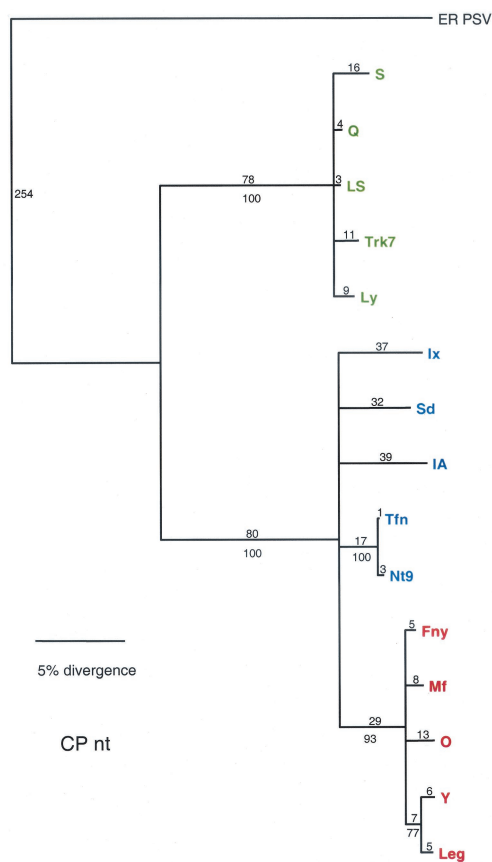 ER PSV
16
S
4
Q
254
78
3
LS
100
11
Trk7
9
Ly
37
Ix
32
Sd
39
IA
1
Tfn
80
17
100
100
3
Nt9
5
Fny
5% divergence
8
Mf
29
13
O
93
CP nt
6
Y
7
77
5
Leg